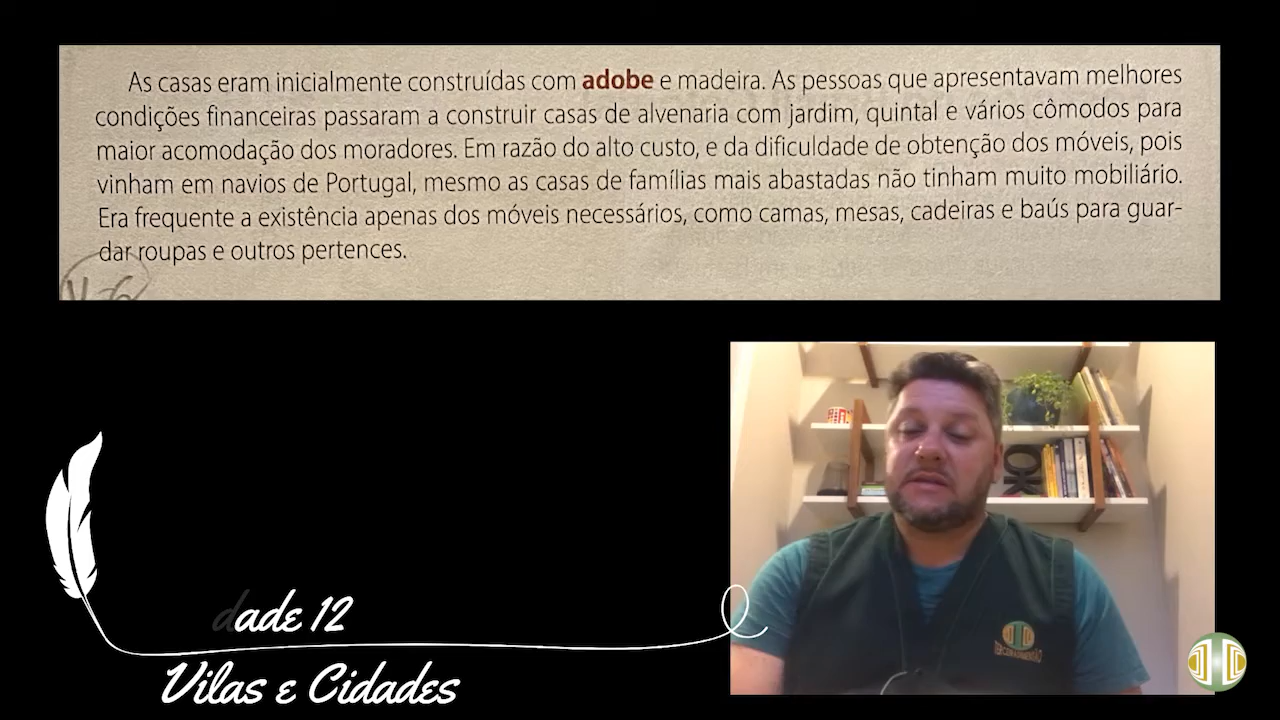 As casas eram inicialmente construídas com adobe e madeira. As pessoas que apresentavam melhores
condições financeiras passaram a construir casas de alvenaria com jardim, quintal e vários cômodos para
maior acomodação dos moradores. Em razão do alto custo, e da dificuldade de obtenção dos móveis, pois
vinham em navios de Portugal, mesmo as casas de famílias mais abastadas não tinham muito mobiliário.
Era frequente a existência apenas dos móveis necessários, como camas, mesas, cadeiras e baús para guar-
dar roupas e outros pertences.
dade 12
Vilas e Cidades